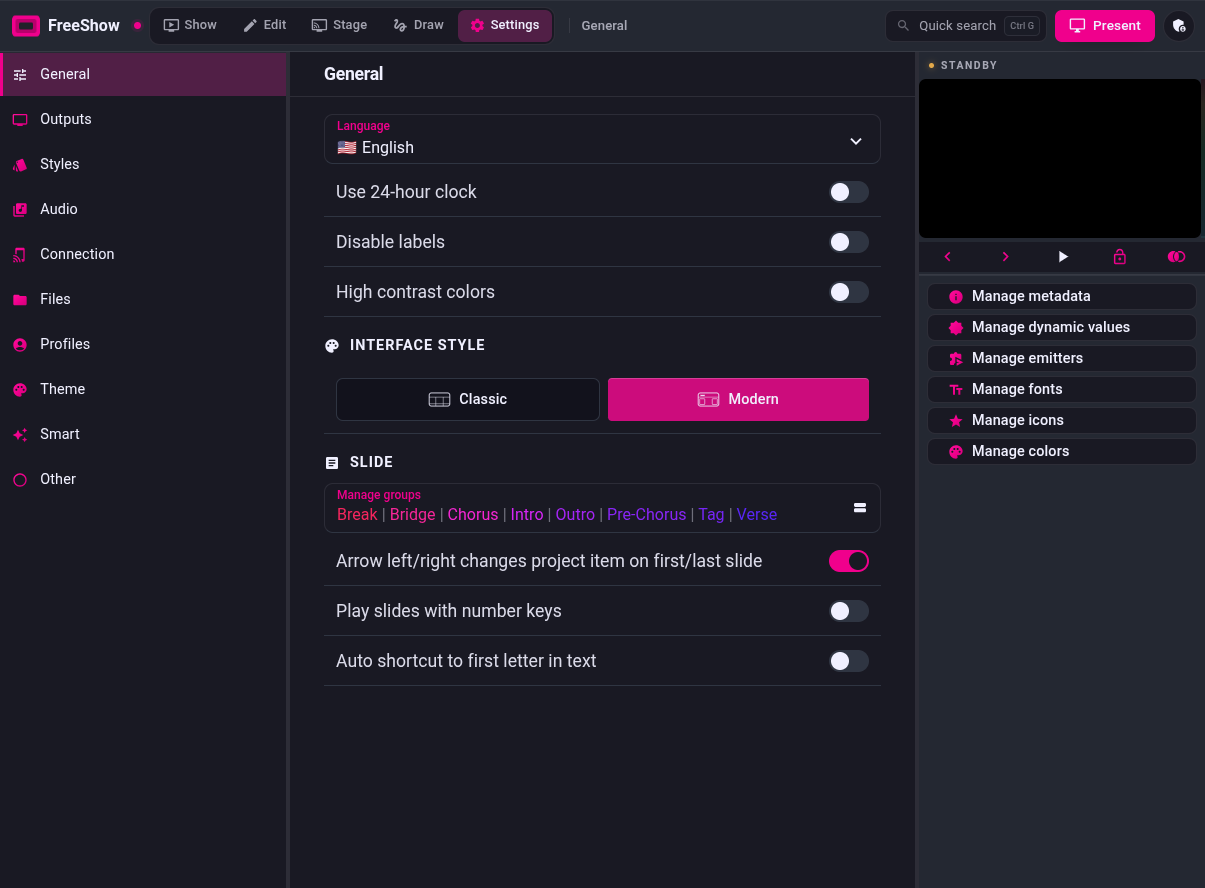 FreeShow
Show
Edit
Stage
Draw
Settings
General
Quick search
Ctrl G
Present
General
Outputs
Styles
Audio
Connection
Files
Profiles
Theme
Smart
Other
General
Language
English
Use 24-hour clock
Disable labels
High contrast colors
INTERFACE STYLE
Classic
Modern
SLIDE
Manage groups
Break | Bridge | Chorus | Intro | Outro | Pre-Chorus | Tag | Verse
Arrow left/right changes project item on first/last slide
Play slides with number keys
Auto shortcut to first letter in text
STANDBY
Manage metadata
Manage dynamic values
Manage emitters
Manage fonts
Manage icons
Manage colors